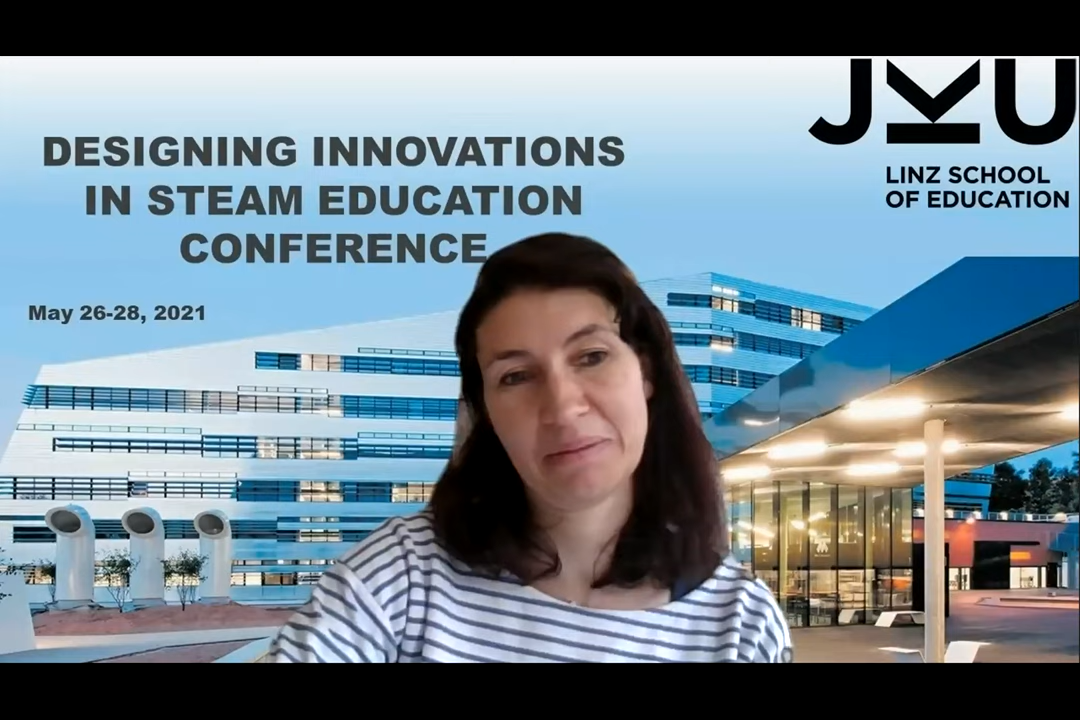 DESIGNING INNOVATIONS
IN STEAM EDUCATION
CONFERENCE
May 26-28, 2021
JKU
LINZ SCHOOL
OF EDUCATION